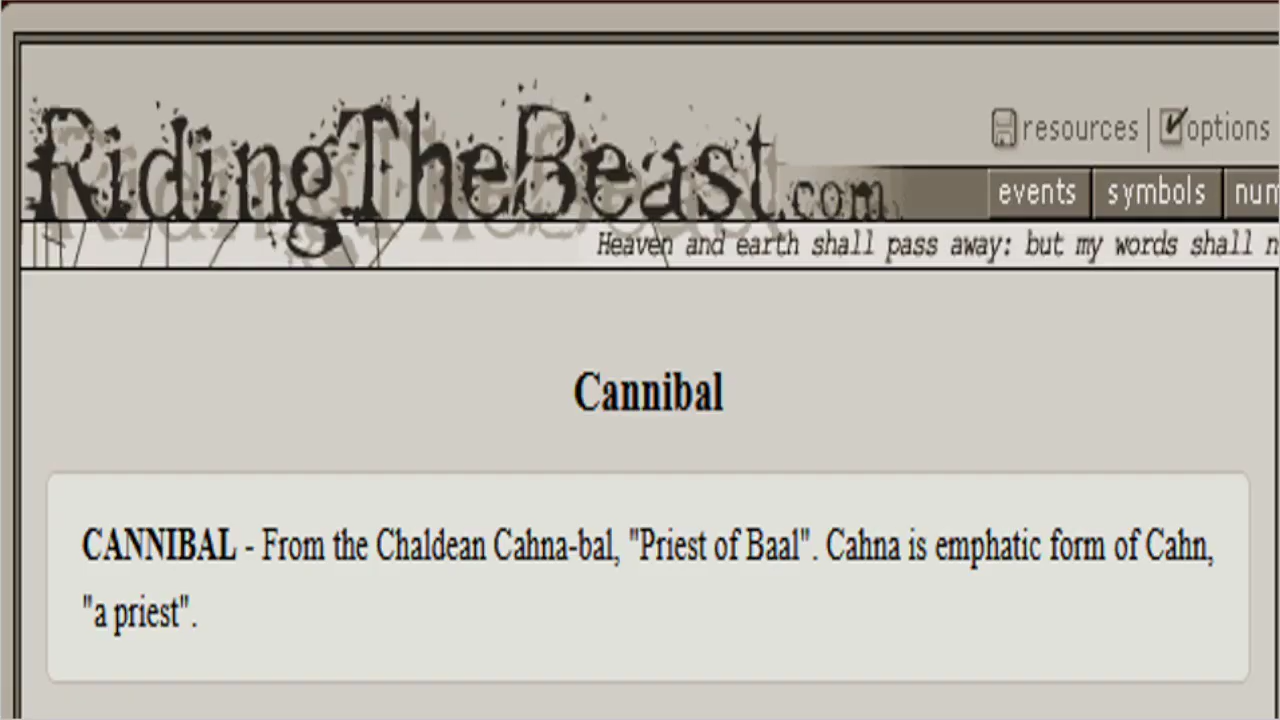 RidingTheBeast.com
resources | options
events symbols num
Heaven and earth shall pass away: but my words shall n
Cannibal
CANNIBAL - From the Chaldean Cahna-bal, "Priest of Baal". Cahna is emphatic form of Cahn,
"a priest".